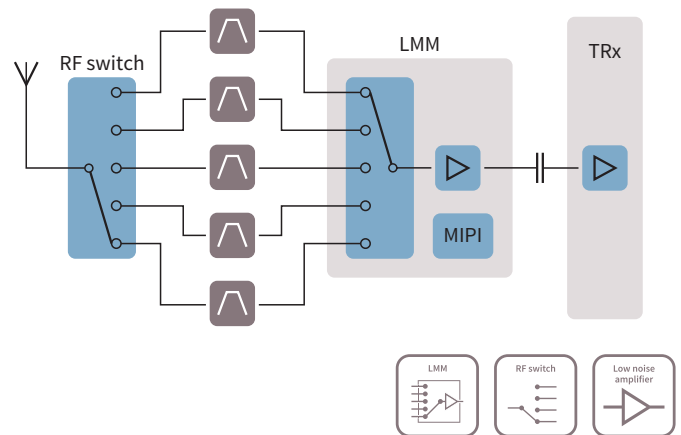 RF switch
LMM
TRx
MIPI
LMM
RF switch
Low noise
amplifier